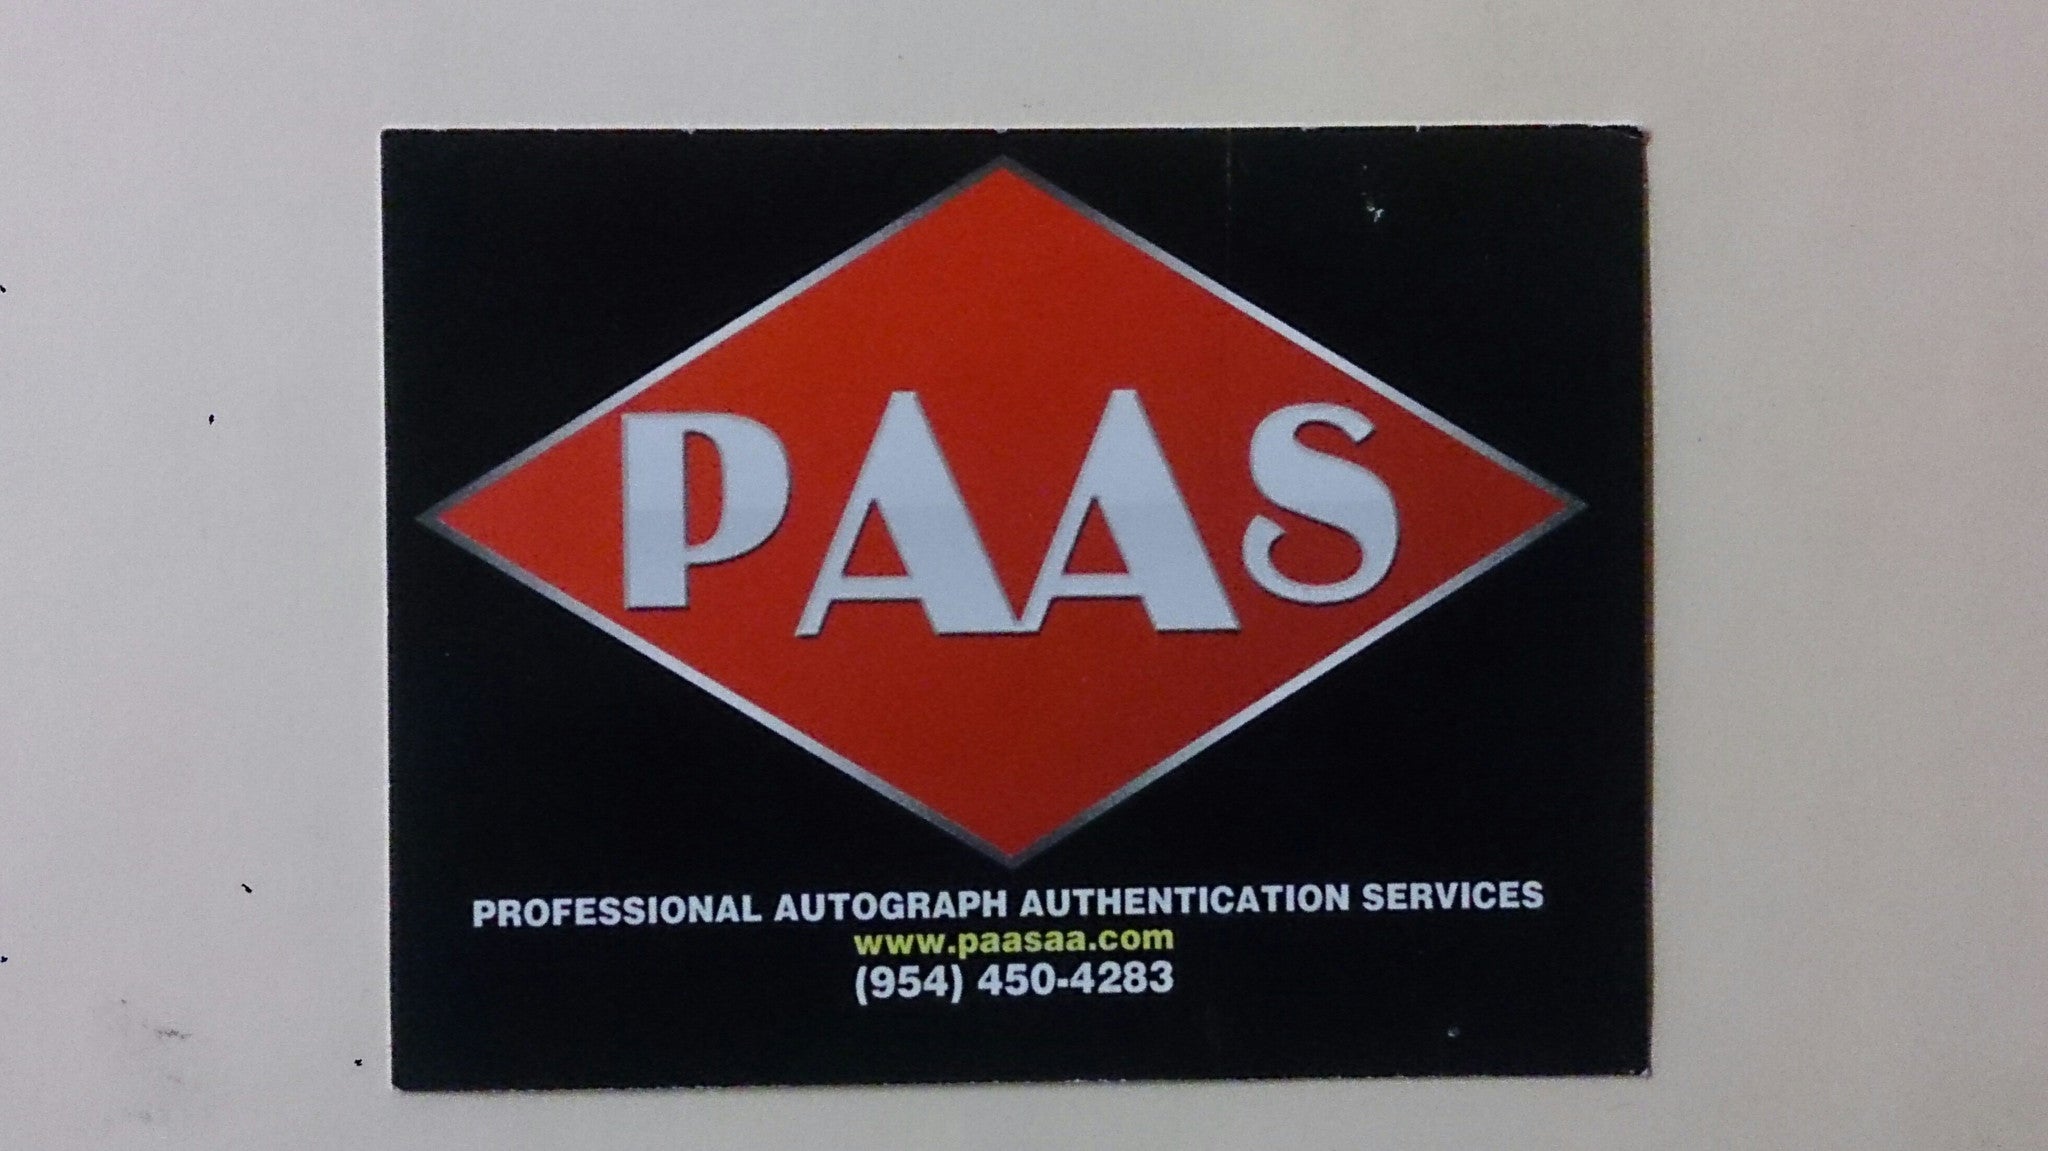 PAAS
PROFESSIONAL AUTOGRAPH AUTHENTICATION SERVICES
www.paasaa.com
(954) 450-4283